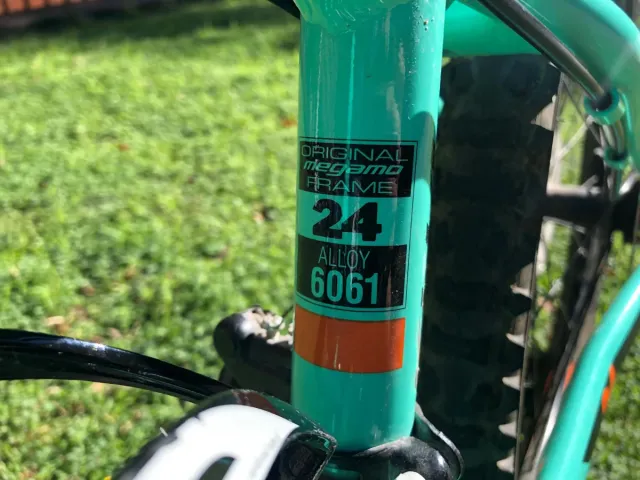 ORIGINAL
megamo
FRAME
24
ALLOY
6061